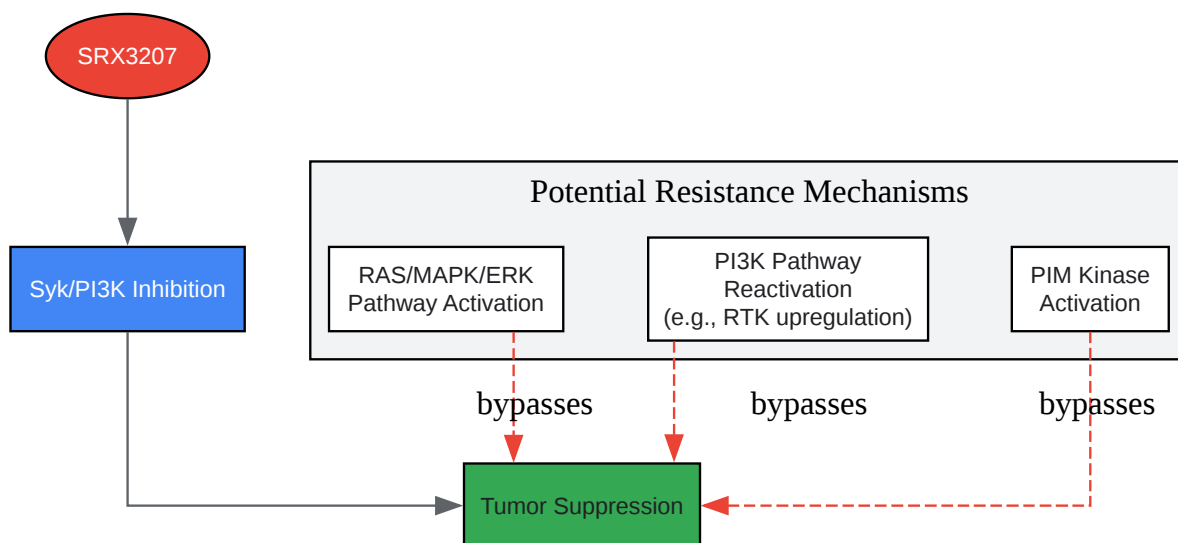 SRX3207
Potential Resistance Mechanisms
Syk/PI3K Inhibition
RAS/MAPK/ERK
Pathway Activation
PI3K Pathway
Reactivation
(e.g., RTK upregulation)
PIM Kinase
Activation
bypasses
bypasses
bypasses
Tumor Suppression